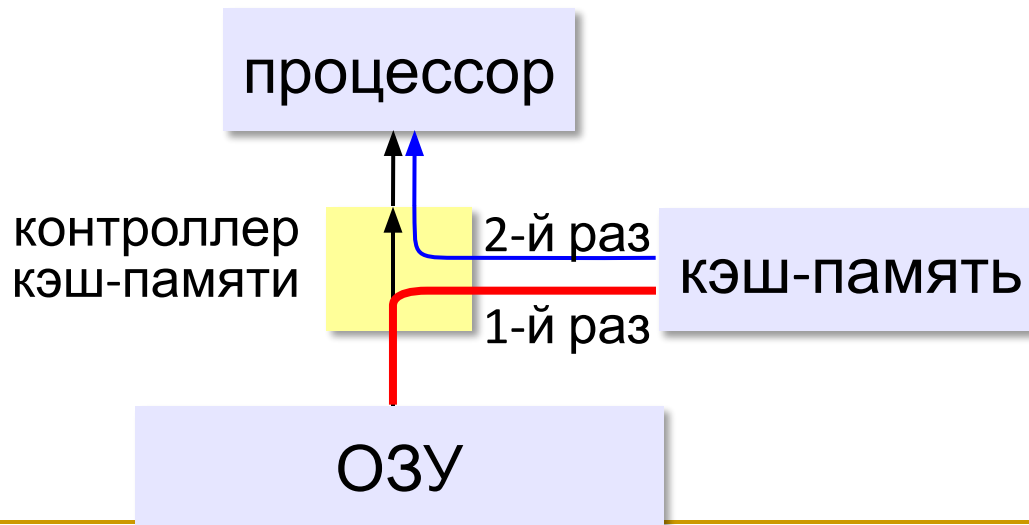 процессор
контроллер
кэш-памяти
2-й раз
кэш-память
1-й раз
ОЗУ